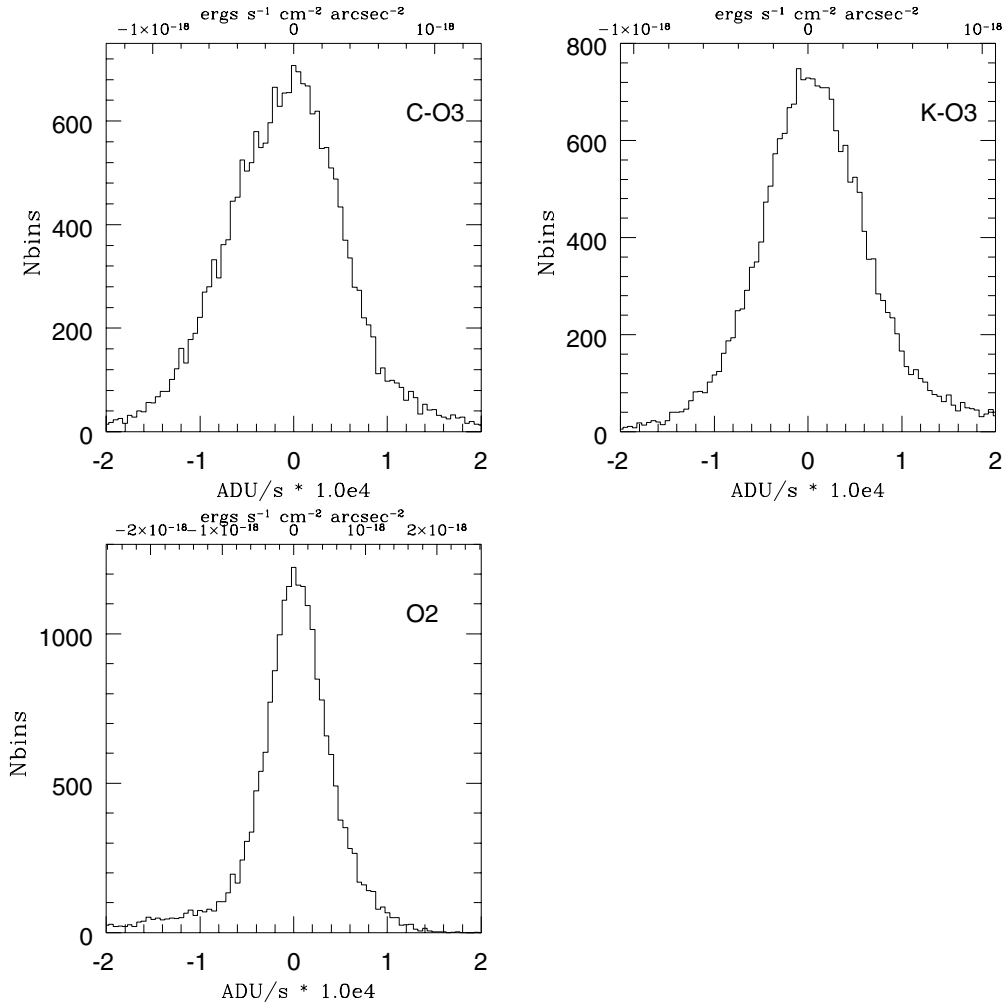 ergs s⁻¹ cm⁻² arcsec⁻²
−1×10⁻¹⁸ 0 10⁻¹⁸
C-O3
600
400
200
0
Nbins
-2 -1 0 1 2
ADU/s * 1.0e4
ergs s⁻¹ cm⁻² arcsec⁻²
−1×10⁻¹⁸ 0 10⁻¹⁸
K-O3
800
600
400
200
0
Nbins
-2 -1 0 1 2
ADU/s * 1.0e4
ergs s⁻¹ cm⁻² arcsec⁻²
−2×10⁻¹⁸ −1×10⁻¹⁸ 0 10⁻¹⁸ 2×10⁻¹⁸
O2
1000
500
0
Nbins
-2 -1 0 1 2
ADU/s * 1.0e4